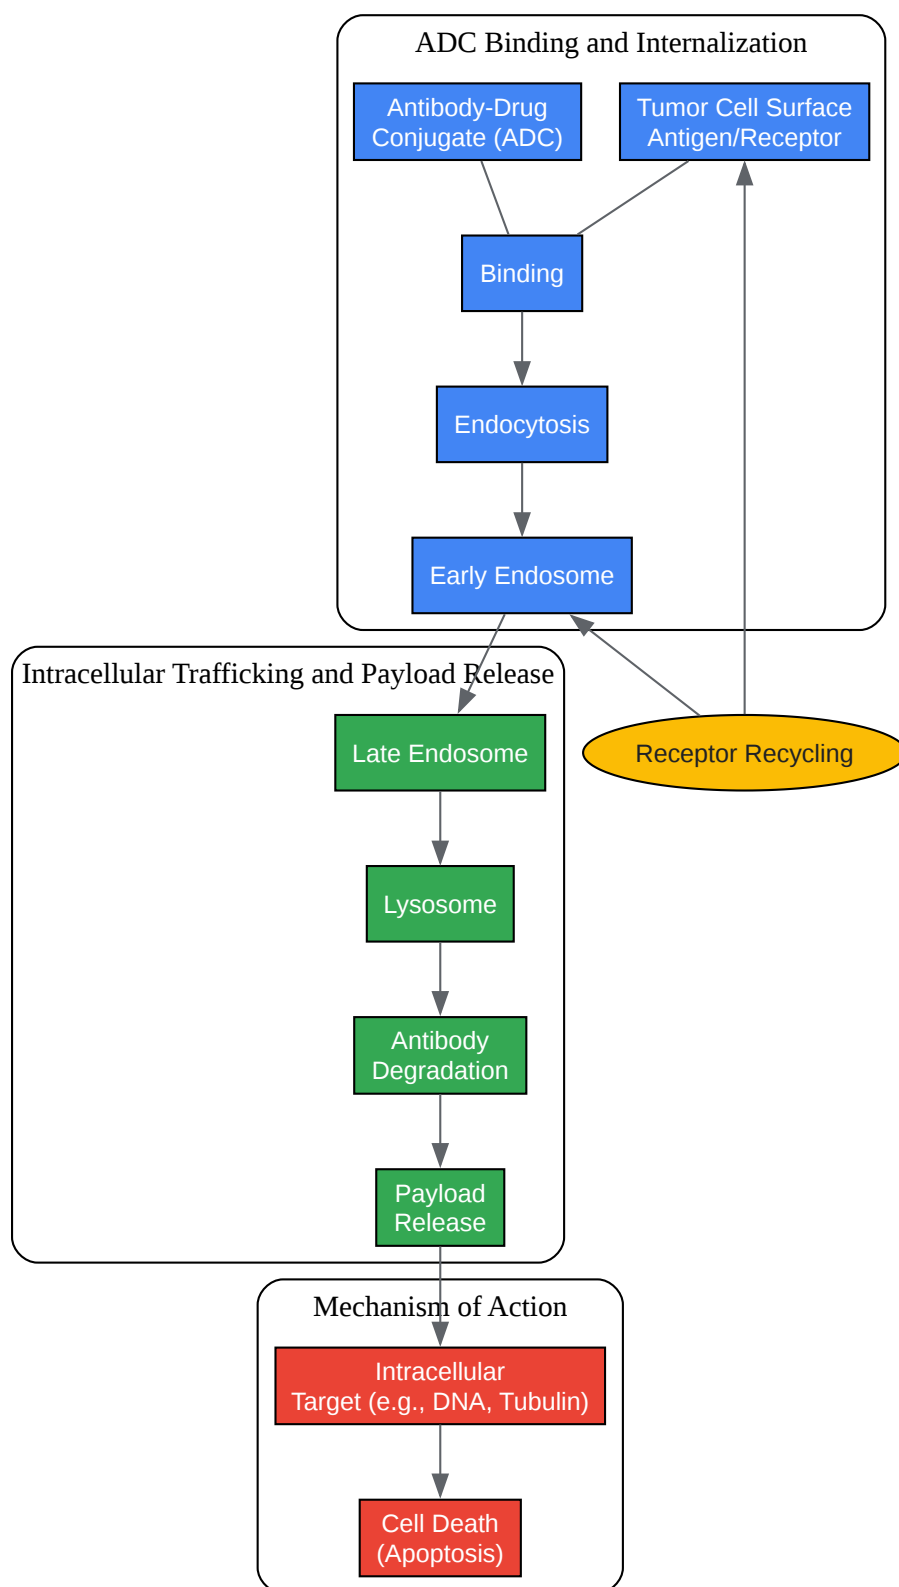 ADC Binding and Internalization
Antibody-Drug
Conjugate (ADC)
Tumor Cell Surface
Antigen/Receptor
Binding
Endocytosis
Early Endosome
Intracellular Trafficking and Payload Release
Late Endosome
Receptor Recycling
Lysosome
Antibody
Degradation
Payload
Release
Mechanism of Action
Intracellular
Target (e.g., DNA, Tubulin)
Cell Death
(Apoptosis)